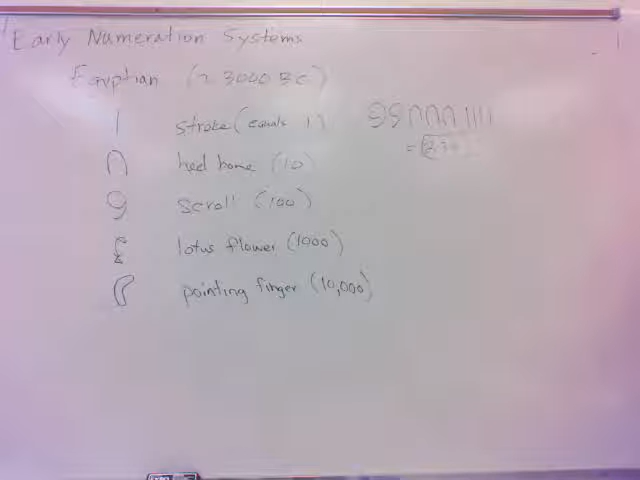 Early Numeration Systems
Egyptian (~ 3000 BC)
| stroke (equals 1)
∩ heel bone (10)
scroll (100)
lotus flower (1000)
pointing finger (10,000)
∩∩∩ ||||
=